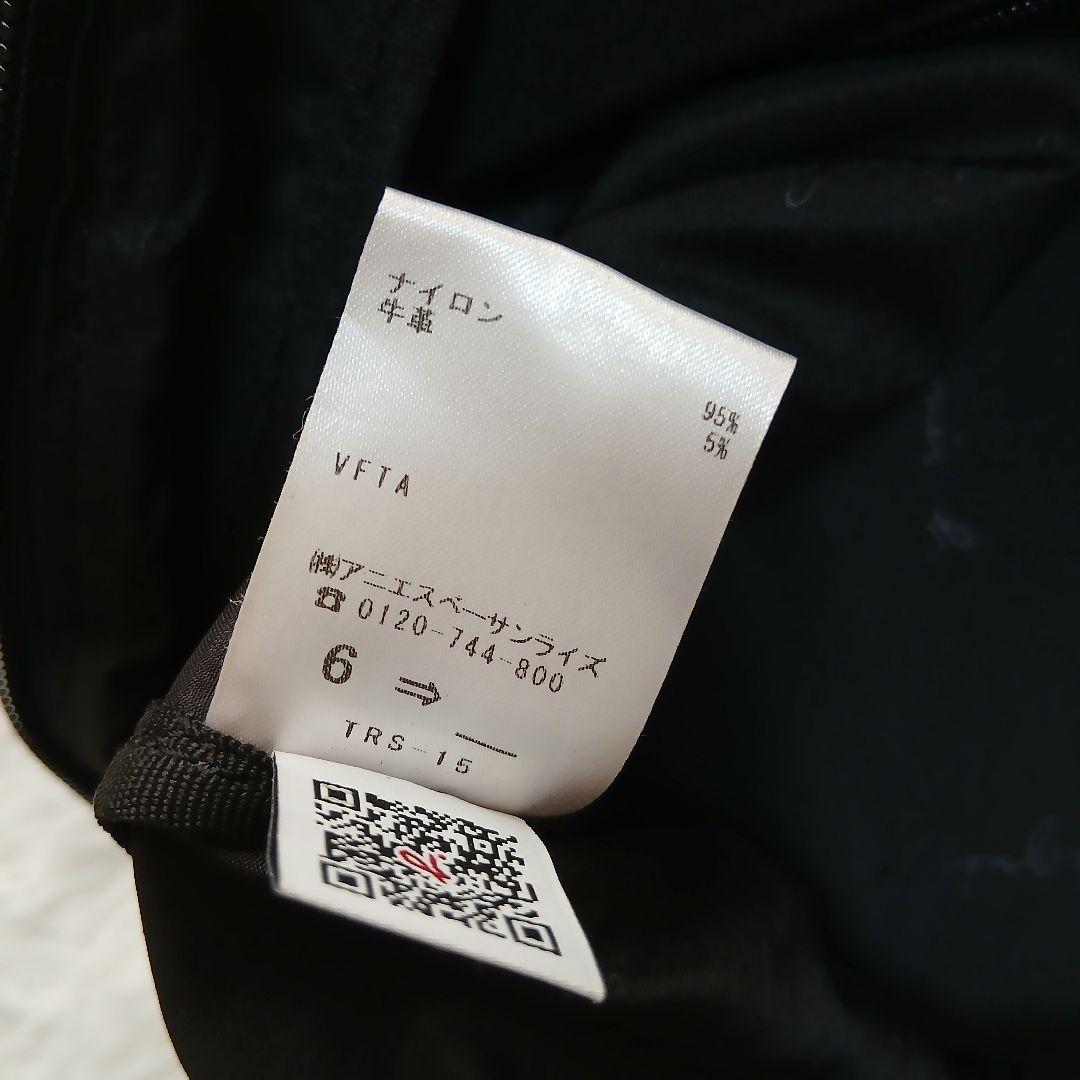 ナイロン 95%
牛革 5%
VFTA
㈱アニエスベーサンライズ
☎ 0120-744-800
6 ⇒
TRS-15